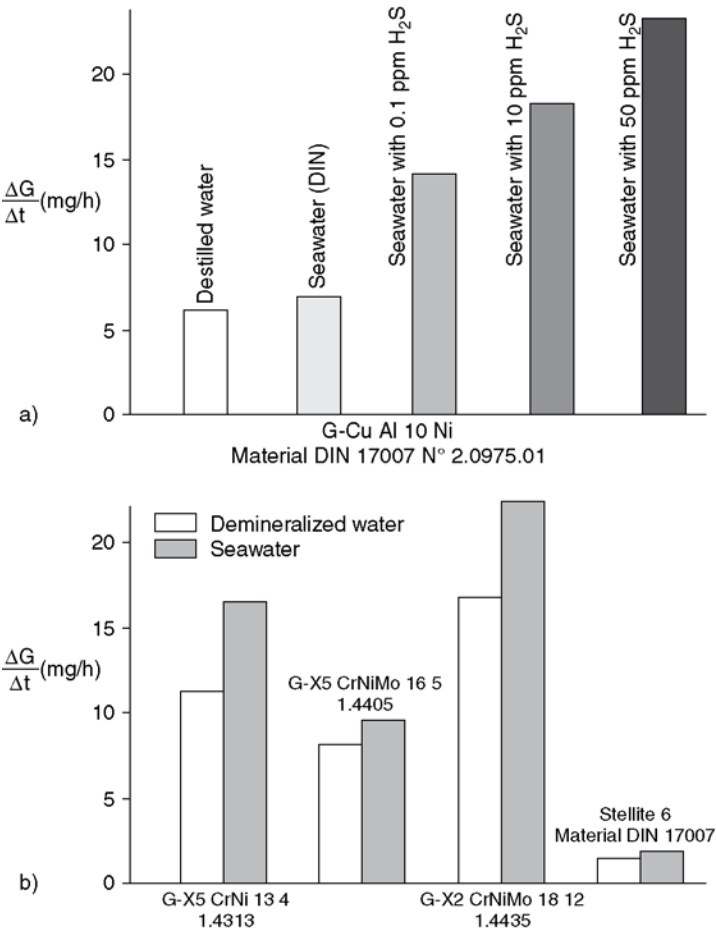 20
15
10
5
0
ΔG
Δt
(mg/h)
Destilled water
Seawater (DIN)
Seawater with 0.1 ppm H₂S
Seawater with 10 ppm H₂S
Seawater with 50 ppm H₂S
a)
G-Cu Al 10 Ni
Material DIN 17007 N° 2.0975.01
Demineralized water
Seawater
20
15
10
5
0
ΔG
Δt
(mg/h)
G-X5 CrNiMo 16 5
1.4405
Stellite 6
Material DIN 17007
b)
G-X5 CrNi 13 4
1.4313
G-X2 CrNiMo 18 12
1.4435